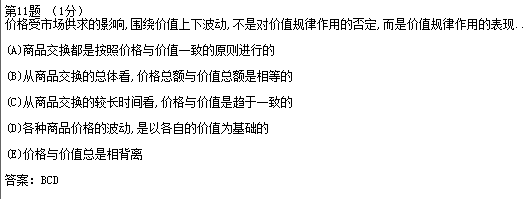 第11题 （1分）
价格受市场供求的影响,围绕价值上下波动,不是对价值规律作用的否定,而是价值规律作用的表现..
(A)商品交换都是按照价格与价值一致的原则进行的
(B)从商品交换的总体看,价格总额与价值总额是相等的
(C)从商品交换的较长时间看,价格与价值是趋于一致的
(D)各种商品价格的波动,是以各自的价值为基础的
(E)价格与价值总是相背离
答案：BCD